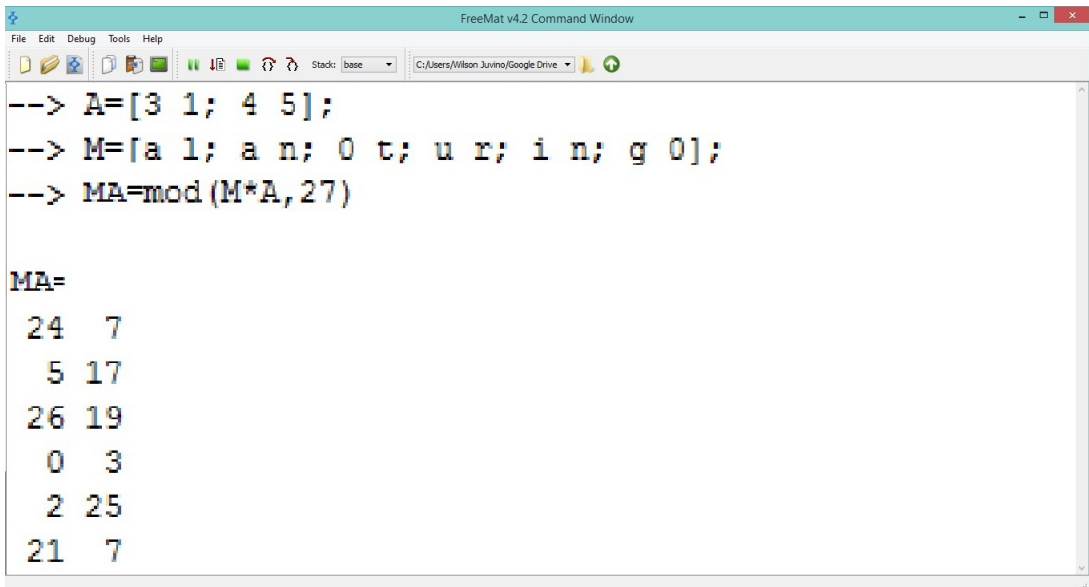 FreeMat v4.2 Command Window
File Edit Debug Tools Help
Stack: base C:/Users/Wilson Juvino/Google Drive
--> A=[3 1; 4 5];
--> M=[a l; a n; 0 t; u r; i n; g 0];
--> MA=mod(M*A,27)
MA=
24 7
5 17
26 19
0 3
2 25
21 7